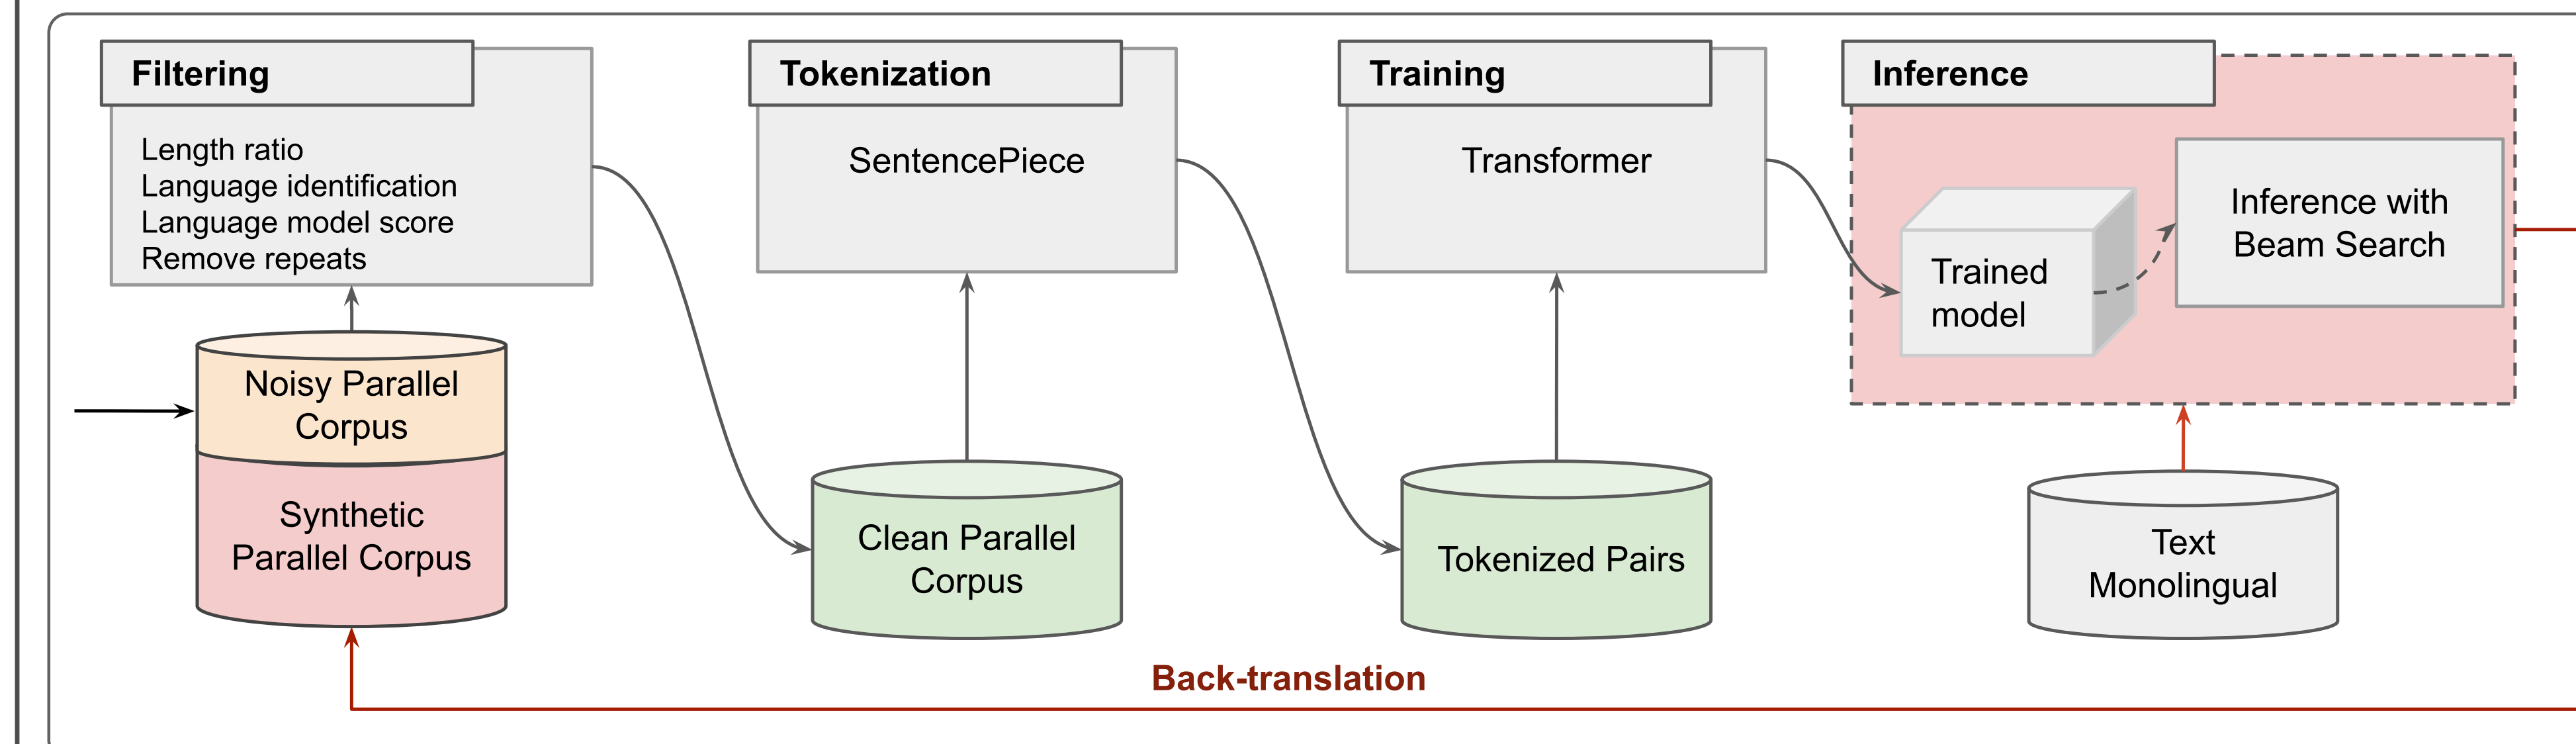 Filtering
Length ratio
Language identification
Language model score
Remove repeats
Noisy Parallel
Corpus
Synthetic
Parallel Corpus
Tokenization
SentencePiece
Clean Parallel
Corpus
Training
Transformer
Tokenized Pairs
Inference
Trained
model
Inference with
Beam Search
Text
Monolingual
Back-translation